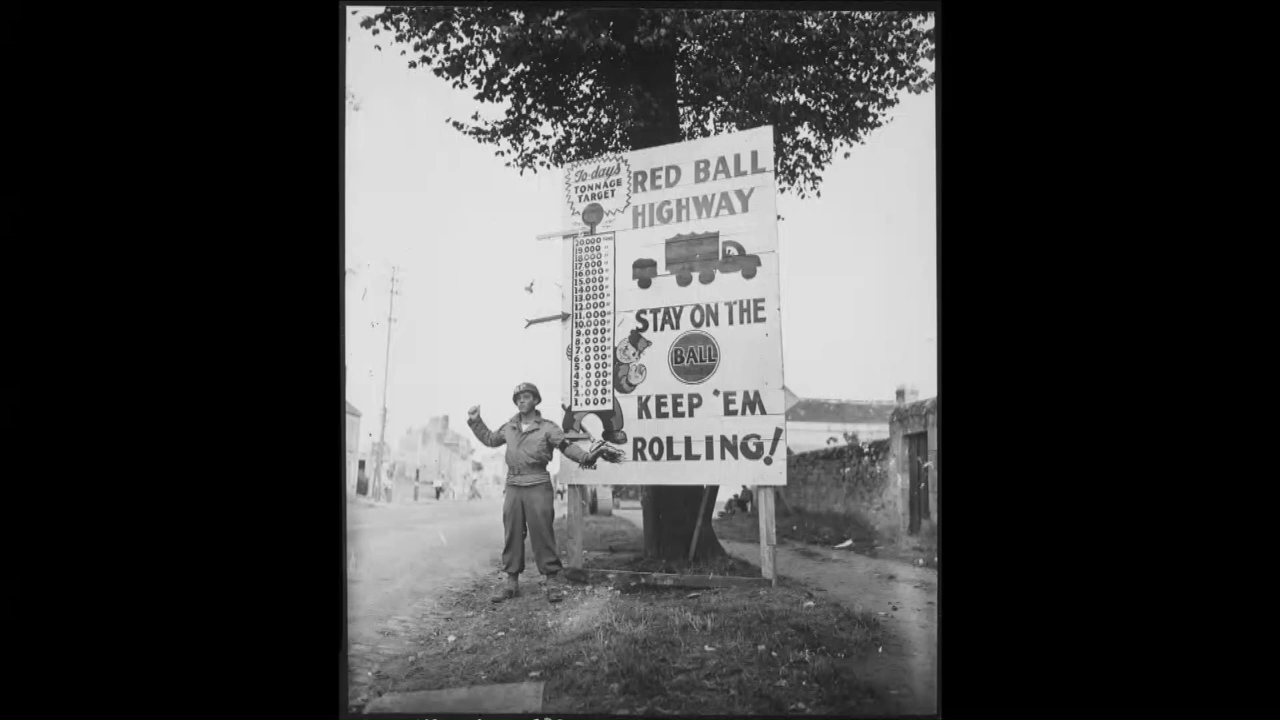 To-day's
TONNAGE
TARGET
RED BALL
HIGHWAY
20,000 TONS
19,000 "
18,000 "
17,000 "
16,000 "
15,000 "
14,000 "
13,000 "
12,000 "
11,000 "
10,000 "
9,000 "
8,000 "
7,000 "
6,000 "
5,000 "
4,000 "
3,000 "
2,000 "
1,000 "
STAY ON THE
BALL
KEEP 'EM
ROLLING!